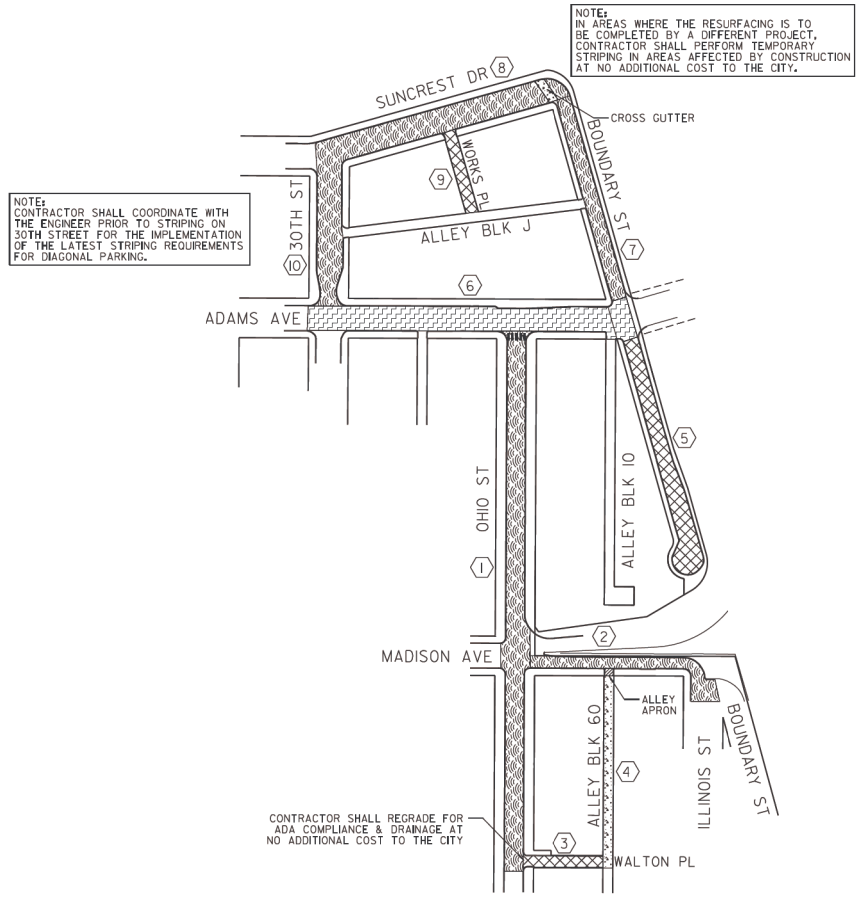 NOTE:
IN AREAS WHERE THE RESURFACING IS TO
BE COMPLETED BY A DIFFERENT PROJECT,
CONTRACTOR SHALL PERFORM TEMPORARY
STRIPING IN AREAS AFFECTED BY CONSTRUCTION
AT NO ADDITIONAL COST TO THE CITY.
SUNCREST DR 8
CROSS GUTTER
BOUNDARY ST
WORKS PL
9
NOTE:
CONTRACTOR SHALL COORDINATE WITH
THE ENGINEER PRIOR TO STRIPING ON
30TH STREET FOR THE IMPLEMENTATION
OF THE LATEST STRIPING REQUIREMENTS
FOR DIAGONAL PARKING.
30TH ST
10
ALLEY BLK J
7
6
ADAMS AVE
5
OHIO ST
ALLEY BLK 10
1
2
MADISON AVE
ALLEY
APRON
BOUNDARY ST
ALLEY BLK 60
4
ILLINOIS ST
CONTRACTOR SHALL REGRADE FOR
ADA COMPLIANCE & DRAINAGE AT
NO ADDITIONAL COST TO THE CITY
3
WALTON PL